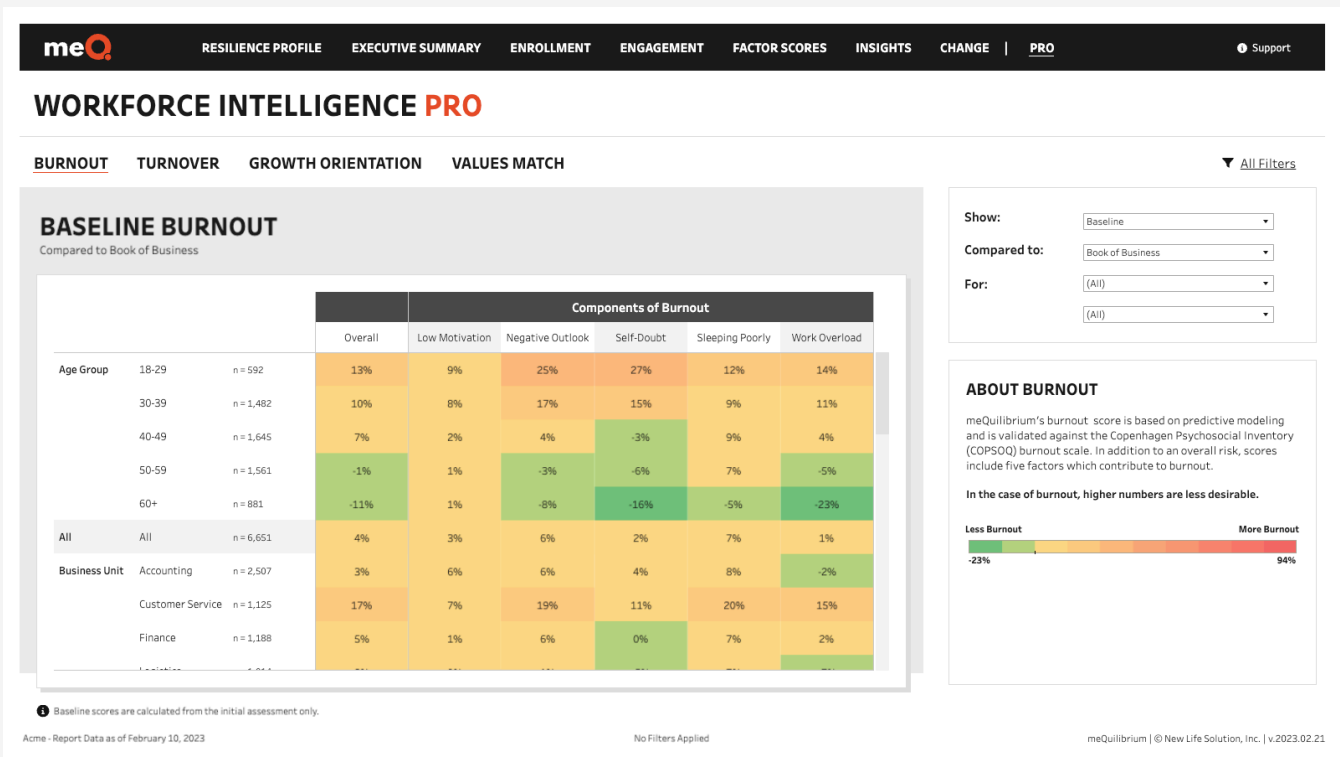 meQ
RESILIENCE PROFILE EXECUTIVE SUMMARY ENROLLMENT ENGAGEMENT FACTOR SCORES INSIGHTS CHANGE | PRO Support
WORKFORCE INTELLIGENCE PRO
BURNOUT TURNOVER GROWTH ORIENTATION VALUES MATCH All Filters
BASELINE BURNOUT
Compared to Book of Business
Components of Burnout
Overall Low Motivation Negative Outlook Self-Doubt Sleeping Poorly Work Overload
Age Group 18-29 n = 592 13% 9% 25% 27% 12% 14%
30-39 n = 1,482 10% 8% 17% 15% 9% 11%
40-49 n = 1,645 7% 2% 4% -3% 9% 4%
50-59 n = 1,561 -1% 1% -3% -6% 7% -5%
60+ n = 881 -11% 1% -8% -16% -5% -23%
All All n = 6,651 4% 3% 6% 2% 7% 1%
Business Unit Accounting n = 2,507 3% 6% 6% 4% 8% -2%
Customer Service n = 1,125 17% 7% 19% 11% 20% 15%
Finance n = 1,188 5% 1% 6% 0% 7% 2%
Show: Baseline
Compared to: Book of Business
For: (All)
(All)
ABOUT BURNOUT
meQuilibrium's burnout score is based on predictive modeling
and is validated against the Copenhagen Psychosocial Inventory
(COPSOQ) burnout scale. In addition to an overall risk, scores
include five factors which contribute to burnout.
In the case of burnout, higher numbers are less desirable.
Less Burnout More Burnout
-23% 94%
Baseline scores are calculated from the initial assessment only.
Acme - Report Data as of February 10, 2023 No Filters Applied meQuilibrium | © New Life Solution, Inc. | v.2023.02.21